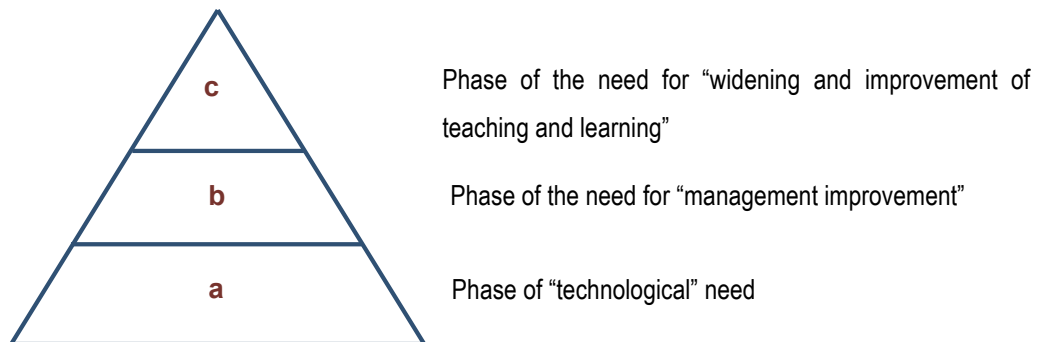 c
Phase of the need for “widening and improvement of
teaching and learning”
b
Phase of the need for “management improvement”
a
Phase of “technological” need